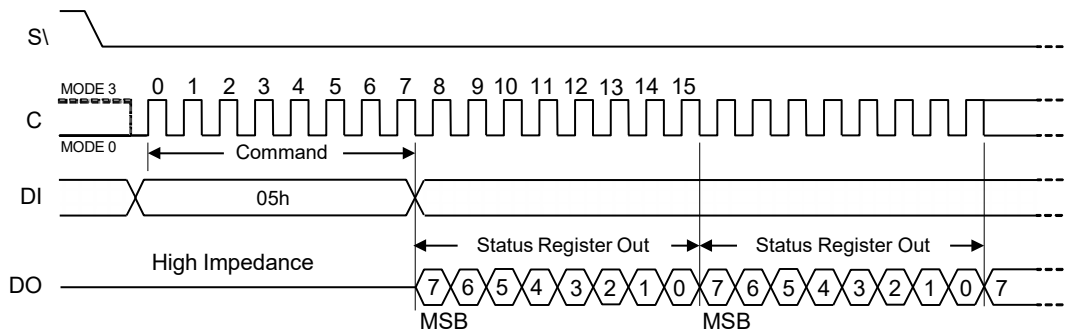 S\
MODE 3
0 1 2 3 4 5 6 7 8 9 10 11 12 13 14 15
C
MODE 0
Command
DI
05h
Status Register Out Status Register Out
High Impedance
DO
7 6 5 4 3 2 1 0 7 6 5 4 3 2 1 0 7
MSB MSB